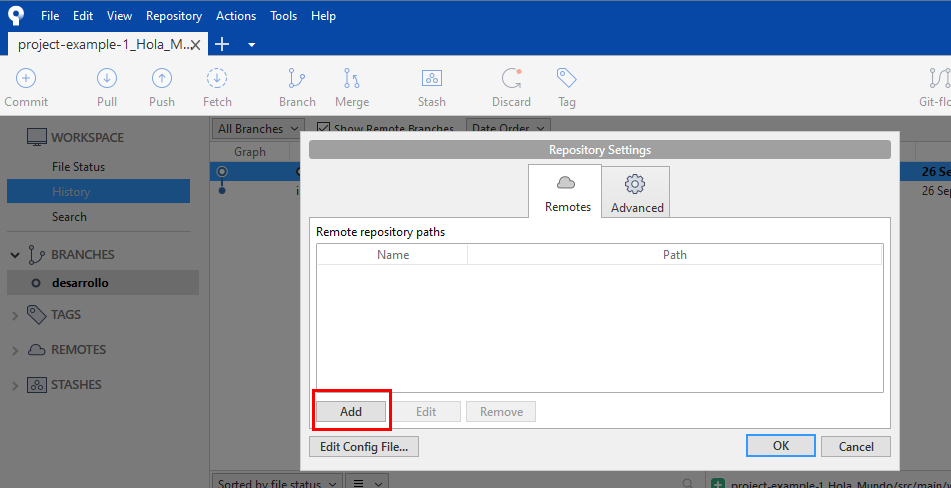 File Edit View Repository Actions Tools Help
project-example-1_Hola_M...
Commit Pull Push Fetch Branch Merge Stash Discard Tag Git-flo
WORKSPACE
File Status
History
Search
BRANCHES
desarrollo
TAGS
REMOTES
STASHES
All Branches Show Remote Branches Date Order
Graph
26 Se
26 Sep
Repository Settings
Remotes Advanced
Remote repository paths
Name Path
Add Edit Remove
Edit Config File... OK Cancel
Sorted by file status
project-example-1_Hola_Mundo/src/main/